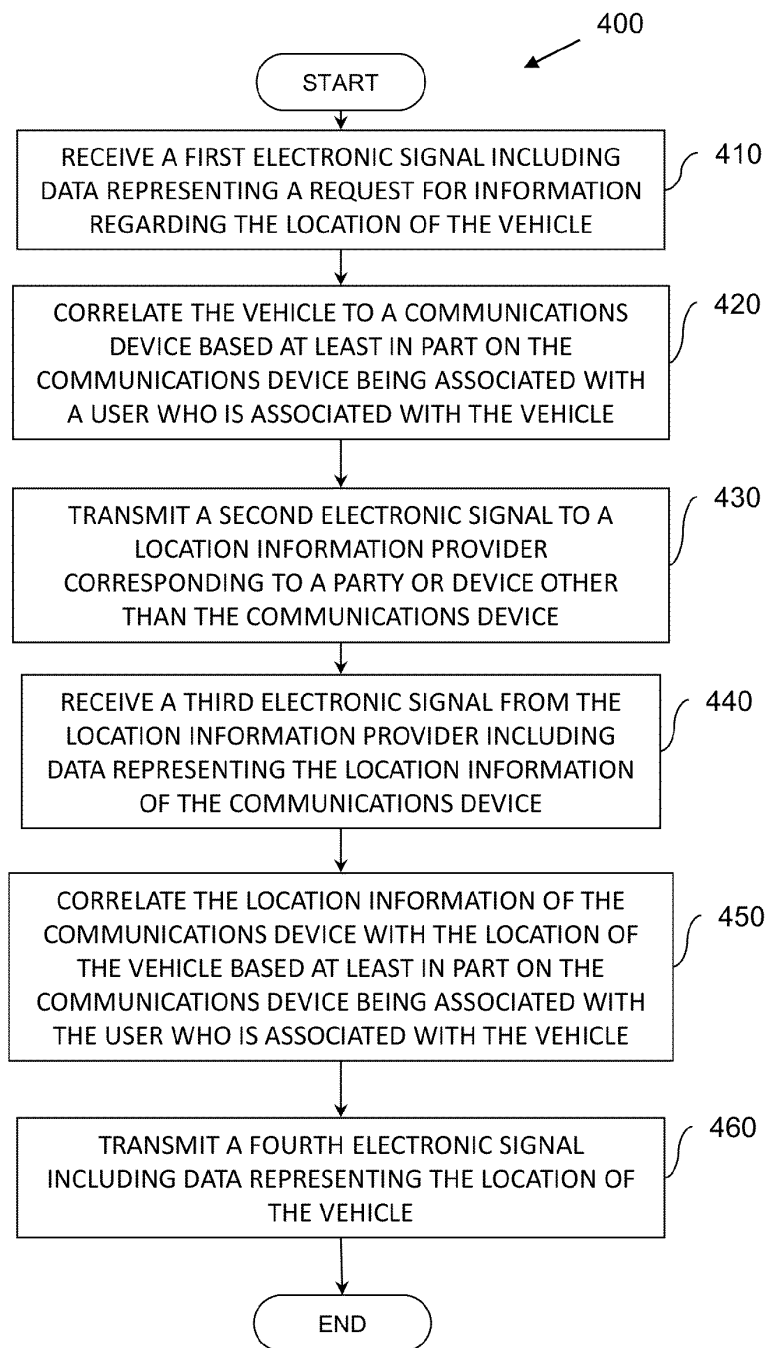 400
START
RECEIVE A FIRST ELECTRONIC SIGNAL INCLUDING
DATA REPRESENTING A REQUEST FOR INFORMATION
REGARDING THE LOCATION OF THE VEHICLE
410
CORRELATE THE VEHICLE TO A COMMUNICATIONS
DEVICE BASED AT LEAST IN PART ON THE
COMMUNICATIONS DEVICE BEING ASSOCIATED WITH
A USER WHO IS ASSOCIATED WITH THE VEHICLE
420
TRANSMIT A SECOND ELECTRONIC SIGNAL TO A
LOCATION INFORMATION PROVIDER
CORRESPONDING TO A PARTY OR DEVICE OTHER
THAN THE COMMUNICATIONS DEVICE
430
RECEIVE A THIRD ELECTRONIC SIGNAL FROM THE
LOCATION INFORMATION PROVIDER INCLUDING
DATA REPRESENTING THE LOCATION INFORMATION
OF THE COMMUNICATIONS DEVICE
440
CORRELATE THE LOCATION INFORMATION OF THE
COMMUNICATIONS DEVICE WITH THE LOCATION OF
THE VEHICLE BASED AT LEAST IN PART ON THE
COMMUNICATIONS DEVICE BEING ASSOCIATED WITH
THE USER WHO IS ASSOCIATED WITH THE VEHICLE
450
TRANSMIT A FOURTH ELECTRONIC SIGNAL
INCLUDING DATA REPRESENTING THE LOCATION OF
THE VEHICLE
460
END